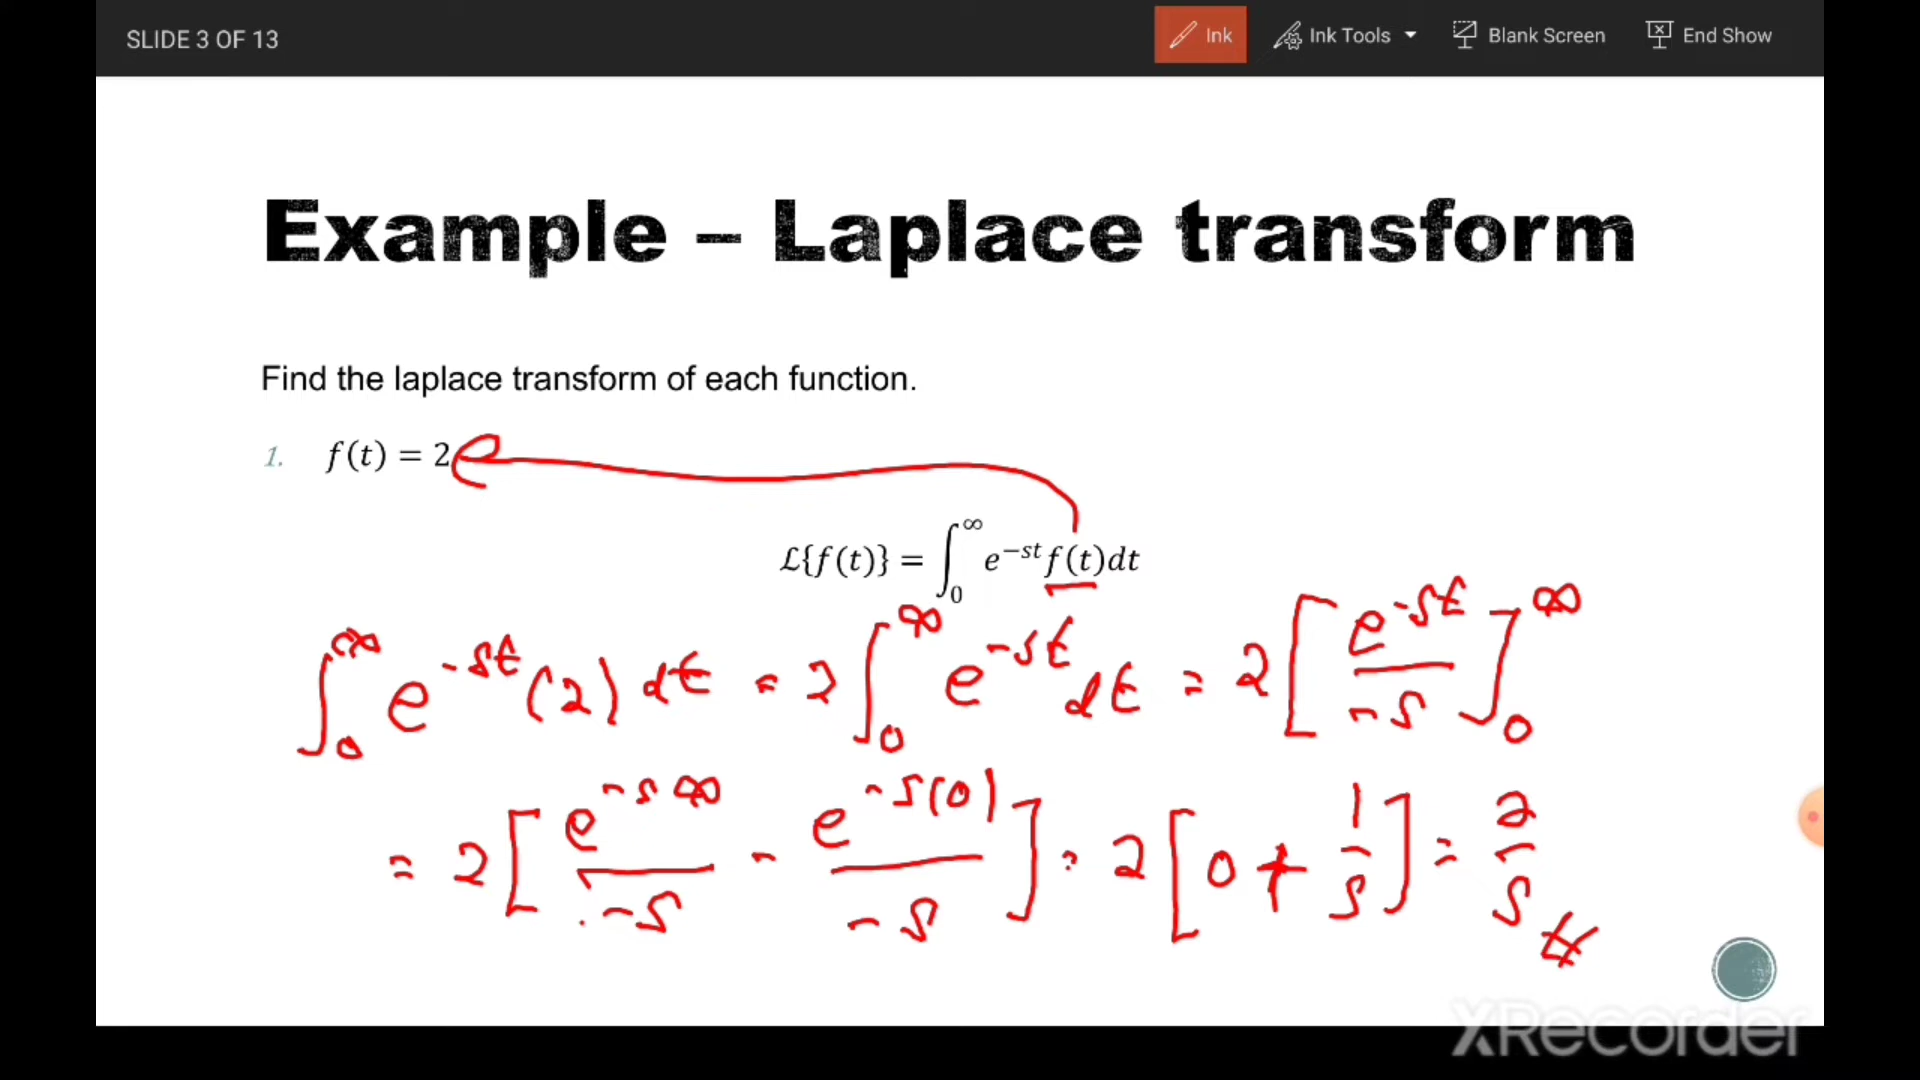 SLIDE 3 OF 13
Ink
Ink Tools
Blank Screen
End Show
Example – Laplace transform
Find the laplace transform of each function.
1. f(t) = 2
ℒ{f(t)} = ∫₀^∞ e^{-st} f(t)dt
∫₀^∞ e^{-st} (2) dt = 2 ∫₀^∞ e^{-st} dt = 2 [e^{-st}/-s]₀^∞
= 2 [e^{-s∞}/-s - e^{-s(0)}/-s] = 2 [0 + 1/s] = 2/s #
XRecorder